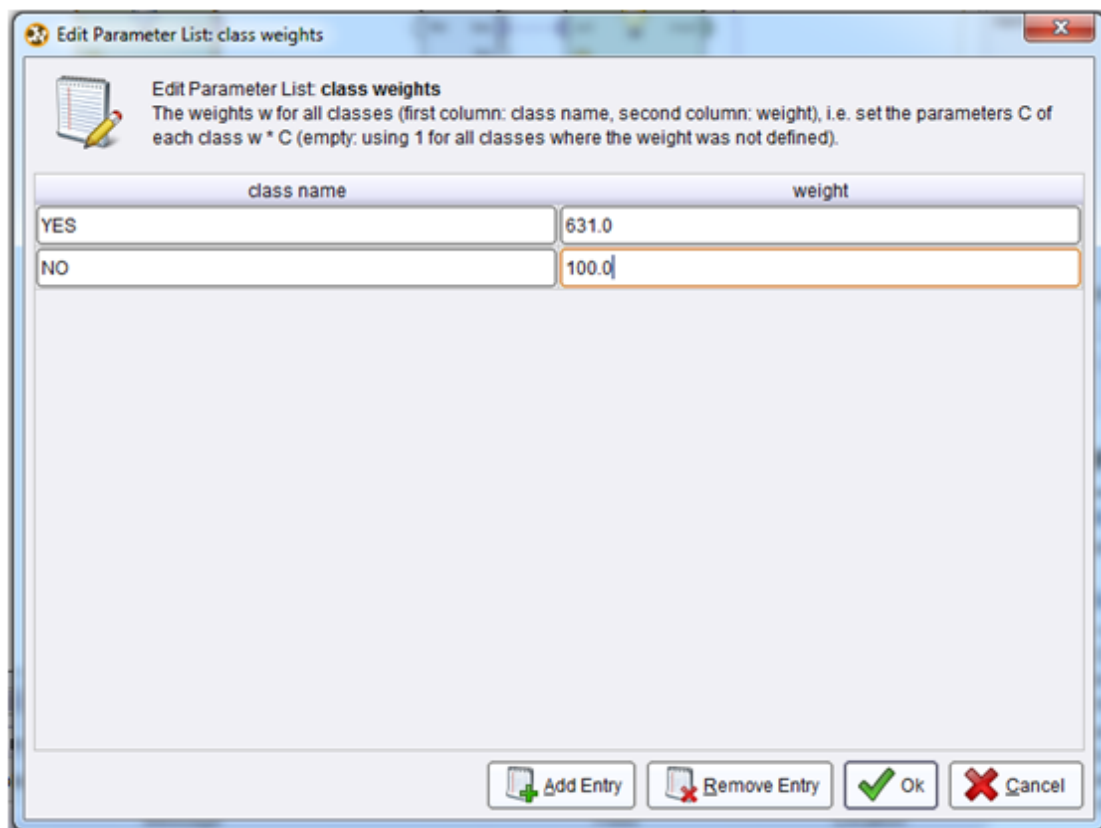 Edit Parameter List: class weights
Edit Parameter List: class weights
The weights w for all classes (first column: class name, second column: weight), i.e. set the parameters C of
each class w * C (empty: using 1 for all classes where the weight was not defined).
class name weight
YES 631.0
NO 100.0
Add Entry Remove Entry Ok Cancel